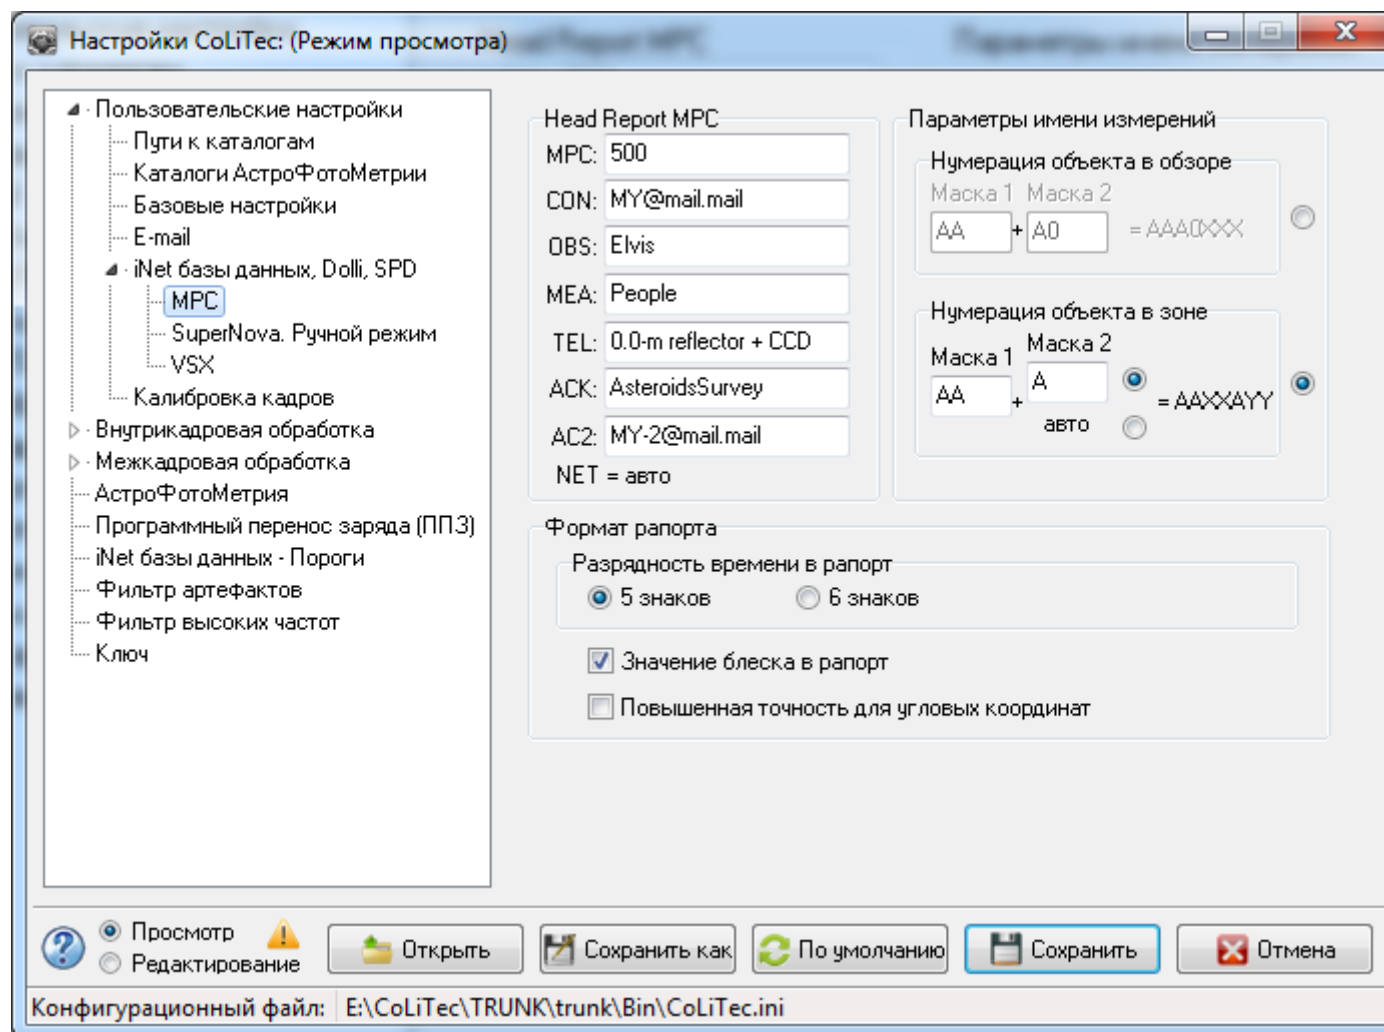 Настройки CoLiTec: (Режим просмотра)
Пользовательские настройки
Пути к каталогам
Каталоги АстроФотоМетрии
Базовые настройки
E-mail
iNet базы данных, Dolli, SPD
MPC
SuperNova. Ручной режим
VSX
Калибровка кадров
Внутрикадровая обработка
Межкадровая обработка
АстроФотоМетрия
Программный перенос заряда (ППЗ)
iNet базы данных - Пороги
Фильтр артефактов
Фильтр высоких частот
Ключ
Head Report MPC
MPC: 500
CON: MY@mail.mail
OBS: Elvis
MEA: People
TEL: 0.0-m reflector + CCD
ACK: AsteroidsSurvey
AC2: MY-2@mail.mail
NET = авто
Параметры имени измерений
Нумерация объекта в обзоре
Маска 1 Маска 2
AA + A0 = AAA0XXX
Нумерация объекта в зоне
Маска 1 Маска 2
AA + A = AAXXAYY
авто
Формат рапорта
Разрядность времени в рапорт
5 знаков 6 знаков
Значение блеска в рапорт
Повышенная точность для угловых координат
Просмотр
Редактирование
Открыть Сохранить как По умолчанию Сохранить Отмена
Конфигурационный файл: E:\CoLiTec\TRUNK\trunk\Bin\CoLiTec.ini